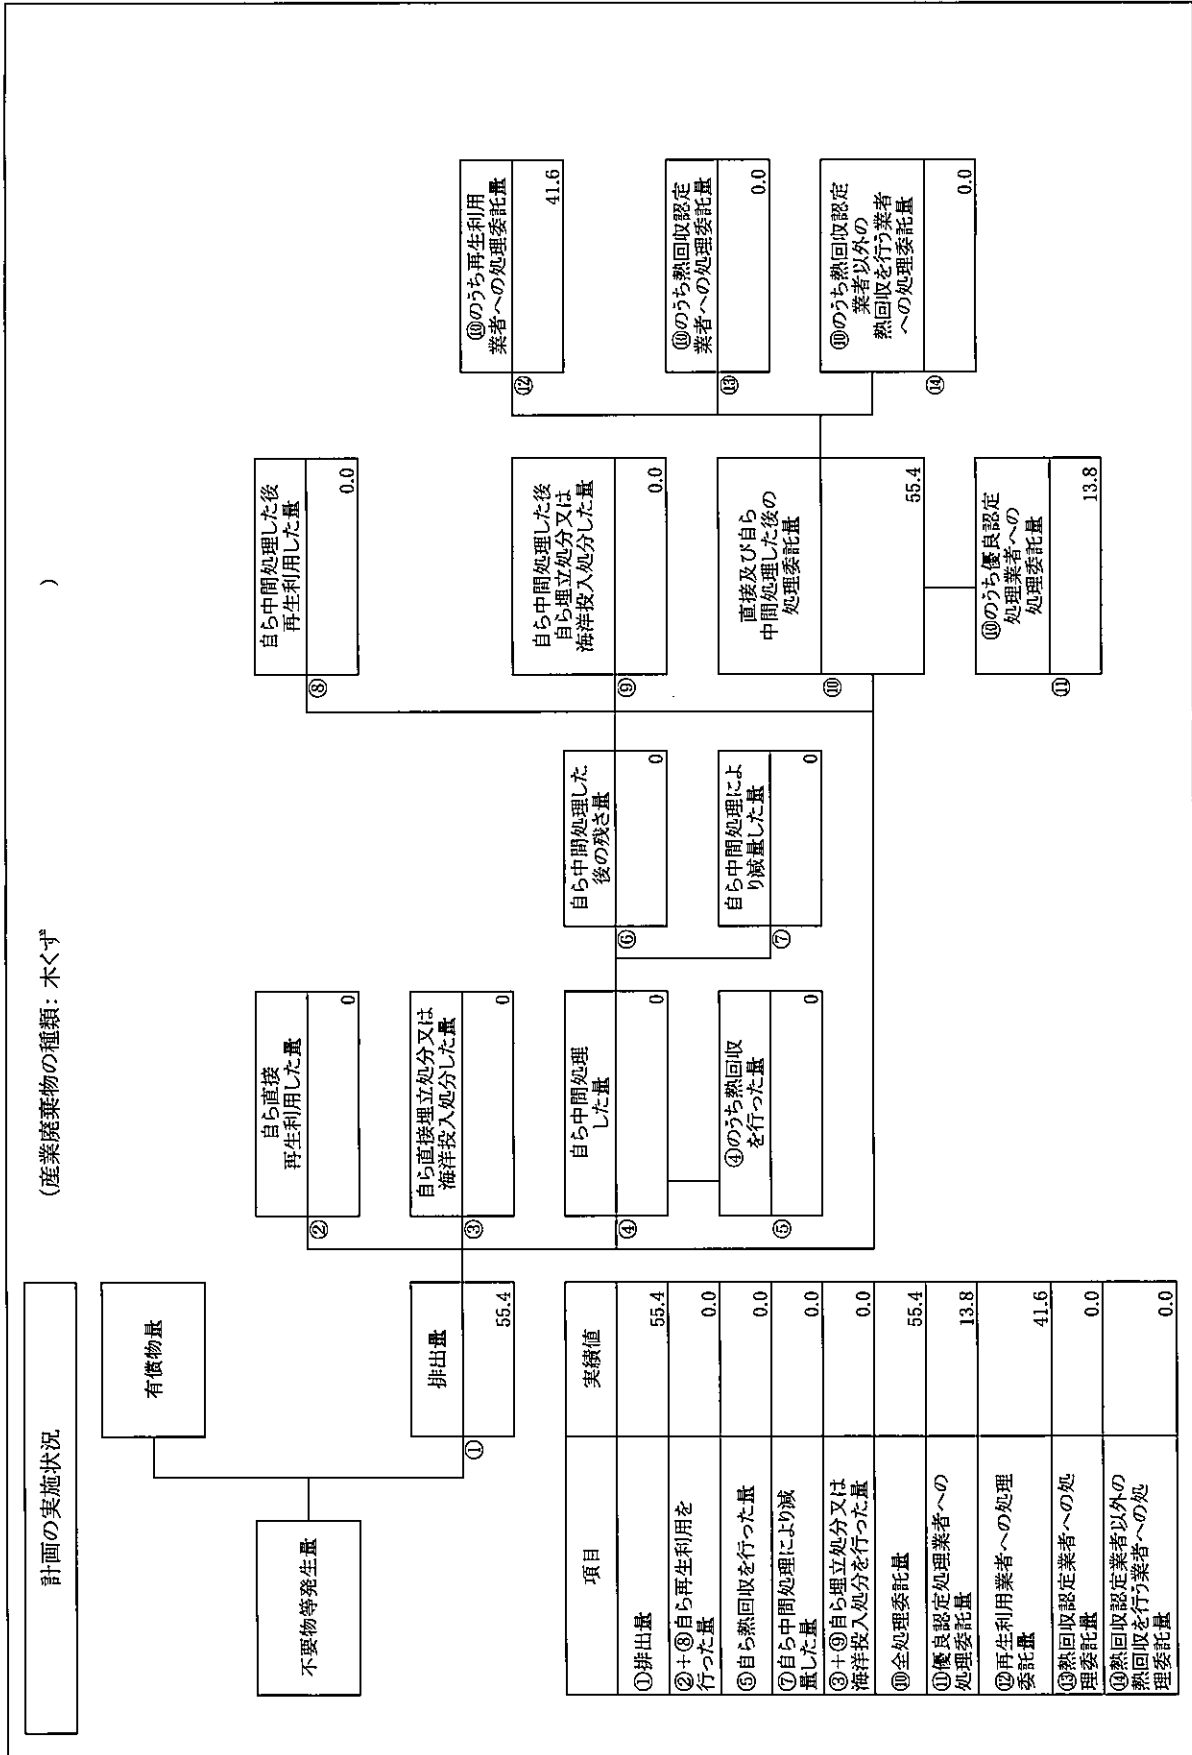 計画の実施状況
(産業廃棄物の種類: 木くず )
不要物等発生量
有償物量
①
排出量
55.4
②
自ら直接
再生利用した量
0
③
自ら直接埋立処分又は
海洋投入処分した量
0
④
自ら中間処理
した量
0
⑤
④のうち熱回収
を行った量
0
⑥
自ら中間処理した
後の残さ量
0
⑦
自ら中間処理によ
り減量した量
0
⑧
自ら中間処理した後
再生利用した量
0.0
⑨
自ら中間処理した後
自ら埋立処分又は
海洋投入処分した量
0.0
⑩
直接及び自ら
中間処理した後の
処理委託量
55.4
⑪
⑩のうち優良認定
処理業者への
処理委託量
13.8
⑫
⑩のうち再生利用
業者への処理委託量
41.6
⑬
⑩のうち熱回収認定
業者への処理委託量
0.0
⑭
⑩のうち熱回収認定
業者以外の
熱回収を行う業者
への処理委託量
0.0
項目 実績値
①排出量 55.4
②+⑧自ら再生利用を
行った量 0.0
⑤自ら熱回収を行った量 0.0
⑦自ら中間処理により減
量した量 0.0
③+⑨自ら埋立処分又は
海洋投入処分を行った量 0.0
⑩全処理委託量 55.4
⑪優良認定処理業者への
処理委託量 13.8
⑫再生利用業者への処理
委託量 41.6
⑬熱回収認定業者への処
理委託量 0.0
⑭熱回収認定業者以外の
熱回収を行う業者への処
理委託量 0.0